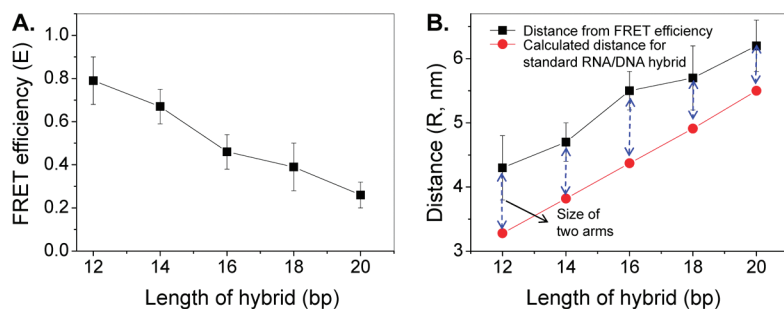 A.
FRET efficiency (E)
1.0
0.8
0.6
0.4
0.2
0.0
12 14 16 18 20
Length of hybrid (bp)
B.
Distance (R, nm)
6
5
4
3
Distance from FRET efficiency
Calculated distance for
standard RNA/DNA hybrid
Size of
two arms
12 14 16 18 20
Length of hybrid (bp)